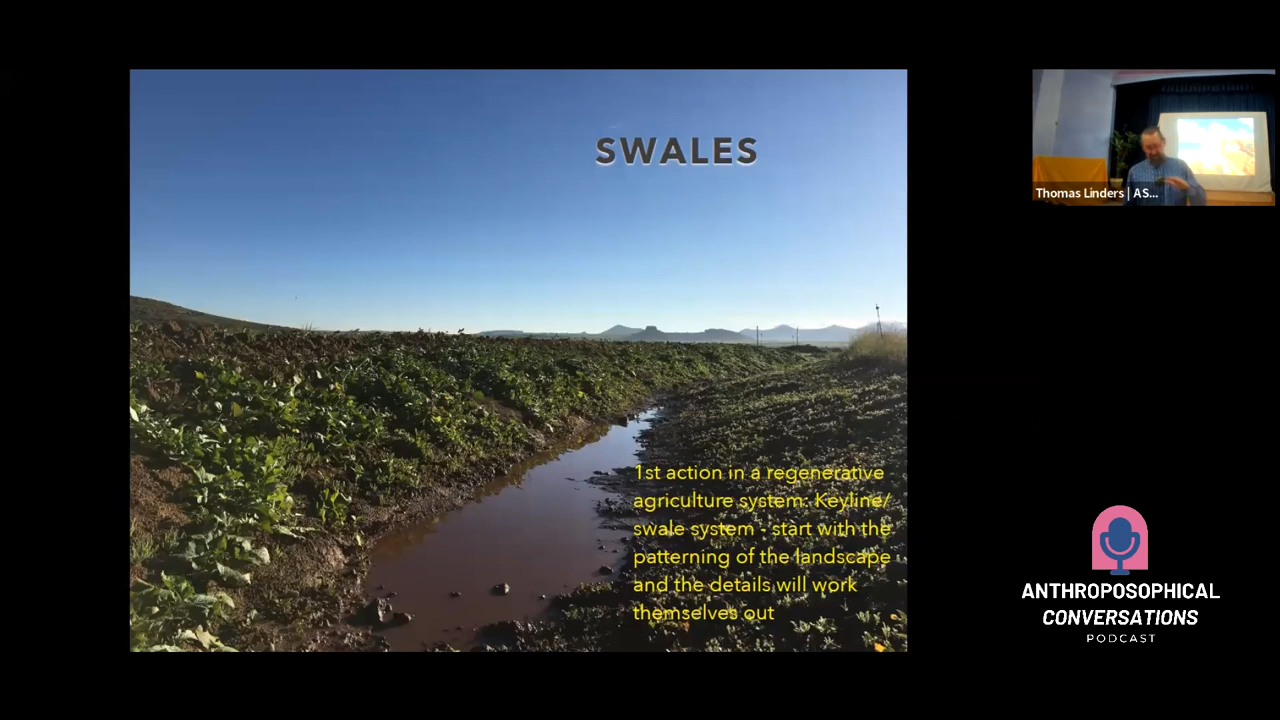 SWALES
1st action in a regenerative
agriculture system: Keyline/
swale system - start with the
patterning of the landscape
and the details will work
themselves out
Thomas Linders | AS...
ANTHROPOSOPHICAL
CONVERSATIONS
PODCAST